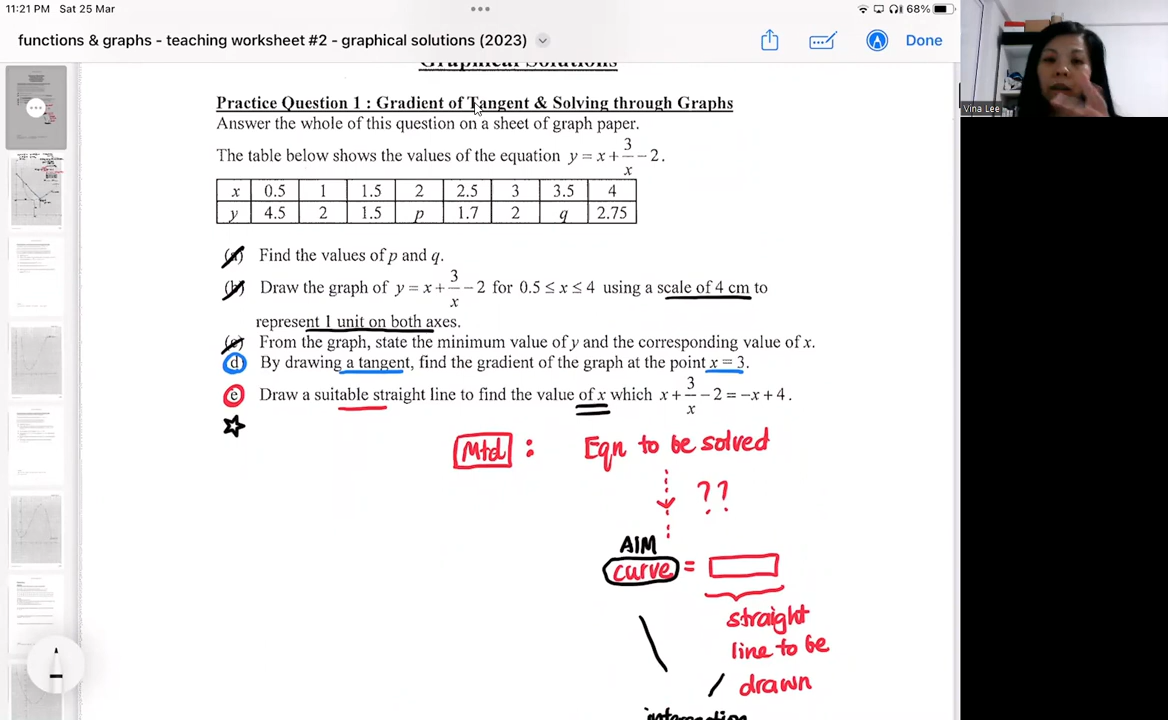 11:21 PM Sat 25 Mar
68%
functions & graphs - teaching worksheet #2 - graphical solutions (2023)
Done
Graphical Solutions
Vina Lee
Practice Question 1 : Gradient of Tangent & Solving through Graphs
Answer the whole of this question on a sheet of graph paper.
The table below shows the values of the equation y = x + 3/x − 2.
x 0.5 1 1.5 2 2.5 3 3.5 4
y 4.5 2 1.5 p 1.7 2 q 2.75
(a) Find the values of p and q.
(b) Draw the graph of y = x + 3/x − 2 for 0.5 ≤ x ≤ 4 using a scale of 4 cm to
represent 1 unit on both axes.
(c) From the graph, state the minimum value of y and the corresponding value of x.
(d) By drawing a tangent, find the gradient of the graph at the point x = 3.
(e) Draw a suitable straight line to find the value of x which x + 3/x − 2 = −x + 4.
Mtd : Eqn to be solved
??
AIM
curve =
straight
line to be
drawn
intersection